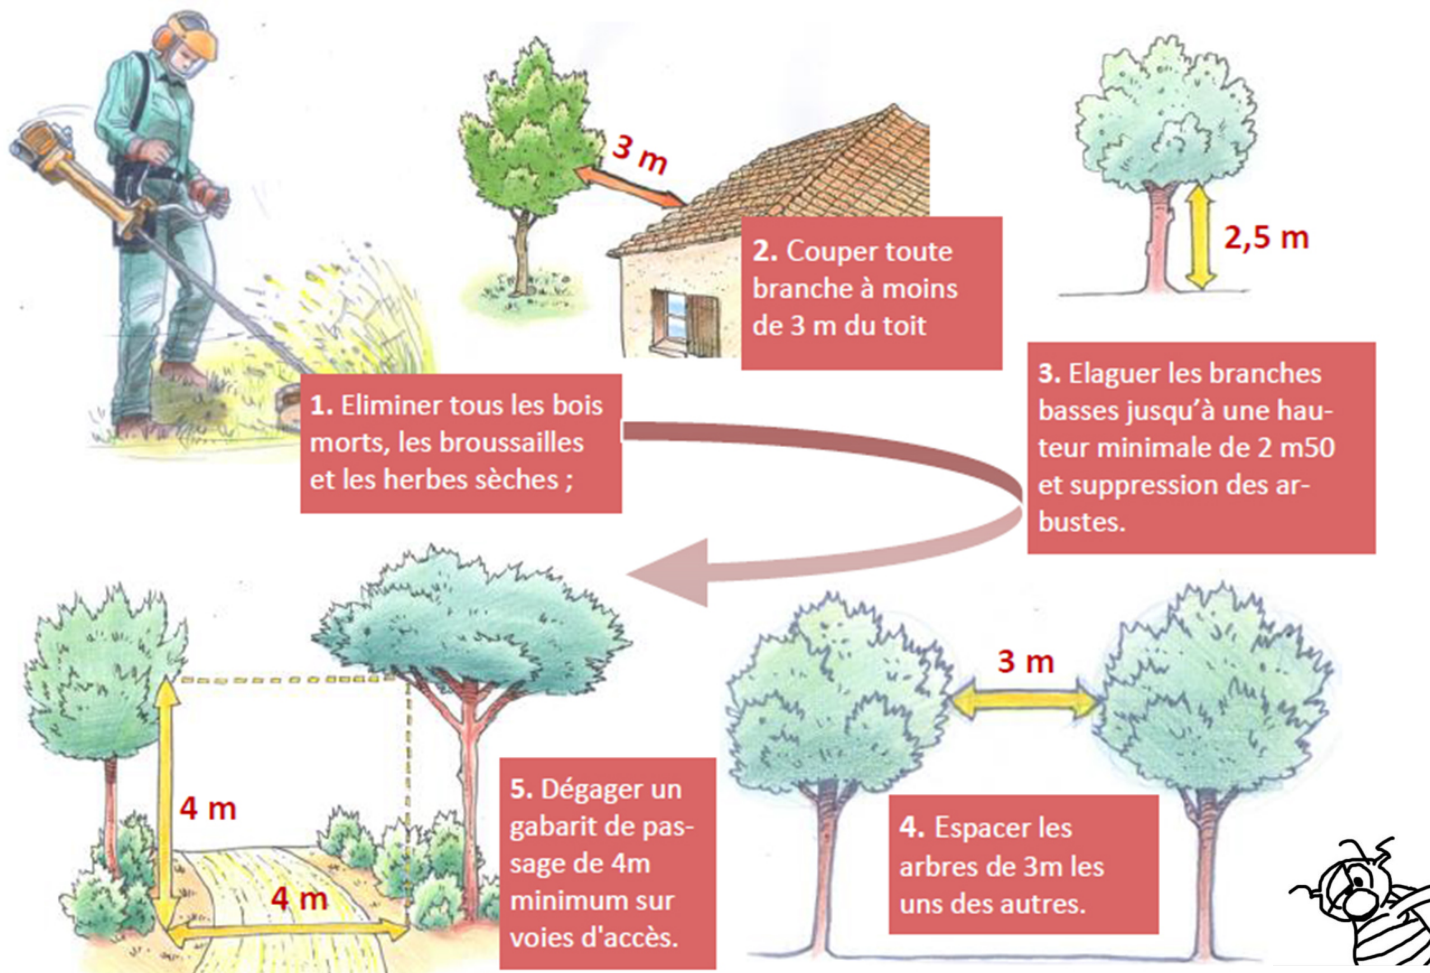 3 m
2,5 m
2. Couper toute
branche à moins
de 3 m du toit
1. Eliminer tous les bois
morts, les broussailles
et les herbes sèches ;
3. Elaguer les branches
basses jusqu'à une hau-
teur minimale de 2 m50
et suppression des ar-
bustes.
4 m
4 m
5. Dégager un
gabarit de pas-
sage de 4m
minimum sur
voies d'accès.
3 m
4. Espacer les
arbres de 3m les
uns des autres.